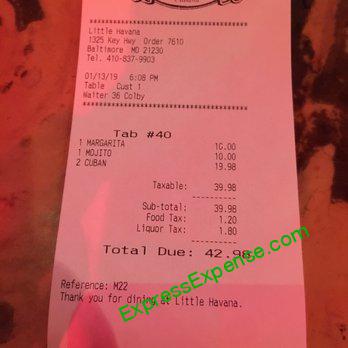 Little Havana
1325 Key Hwy Order 7610
Baltimore MD 21230
Tel. 410-837-9903
01/13/19 6:08 PM
Table Cust 1
Waiter 36 Colby
Tab #40
1 MARGARITA 10.00
1 MOJITO 10.00
2 CUBAN 19.98
Taxable: 39.98
Sub-total: 39.98
Food Tax: 1.20
Liquor Tax: 1.80
Total Due: 42.98
Reference: M22
Thank you for dining at Little Havana.
ExpressExpense.com